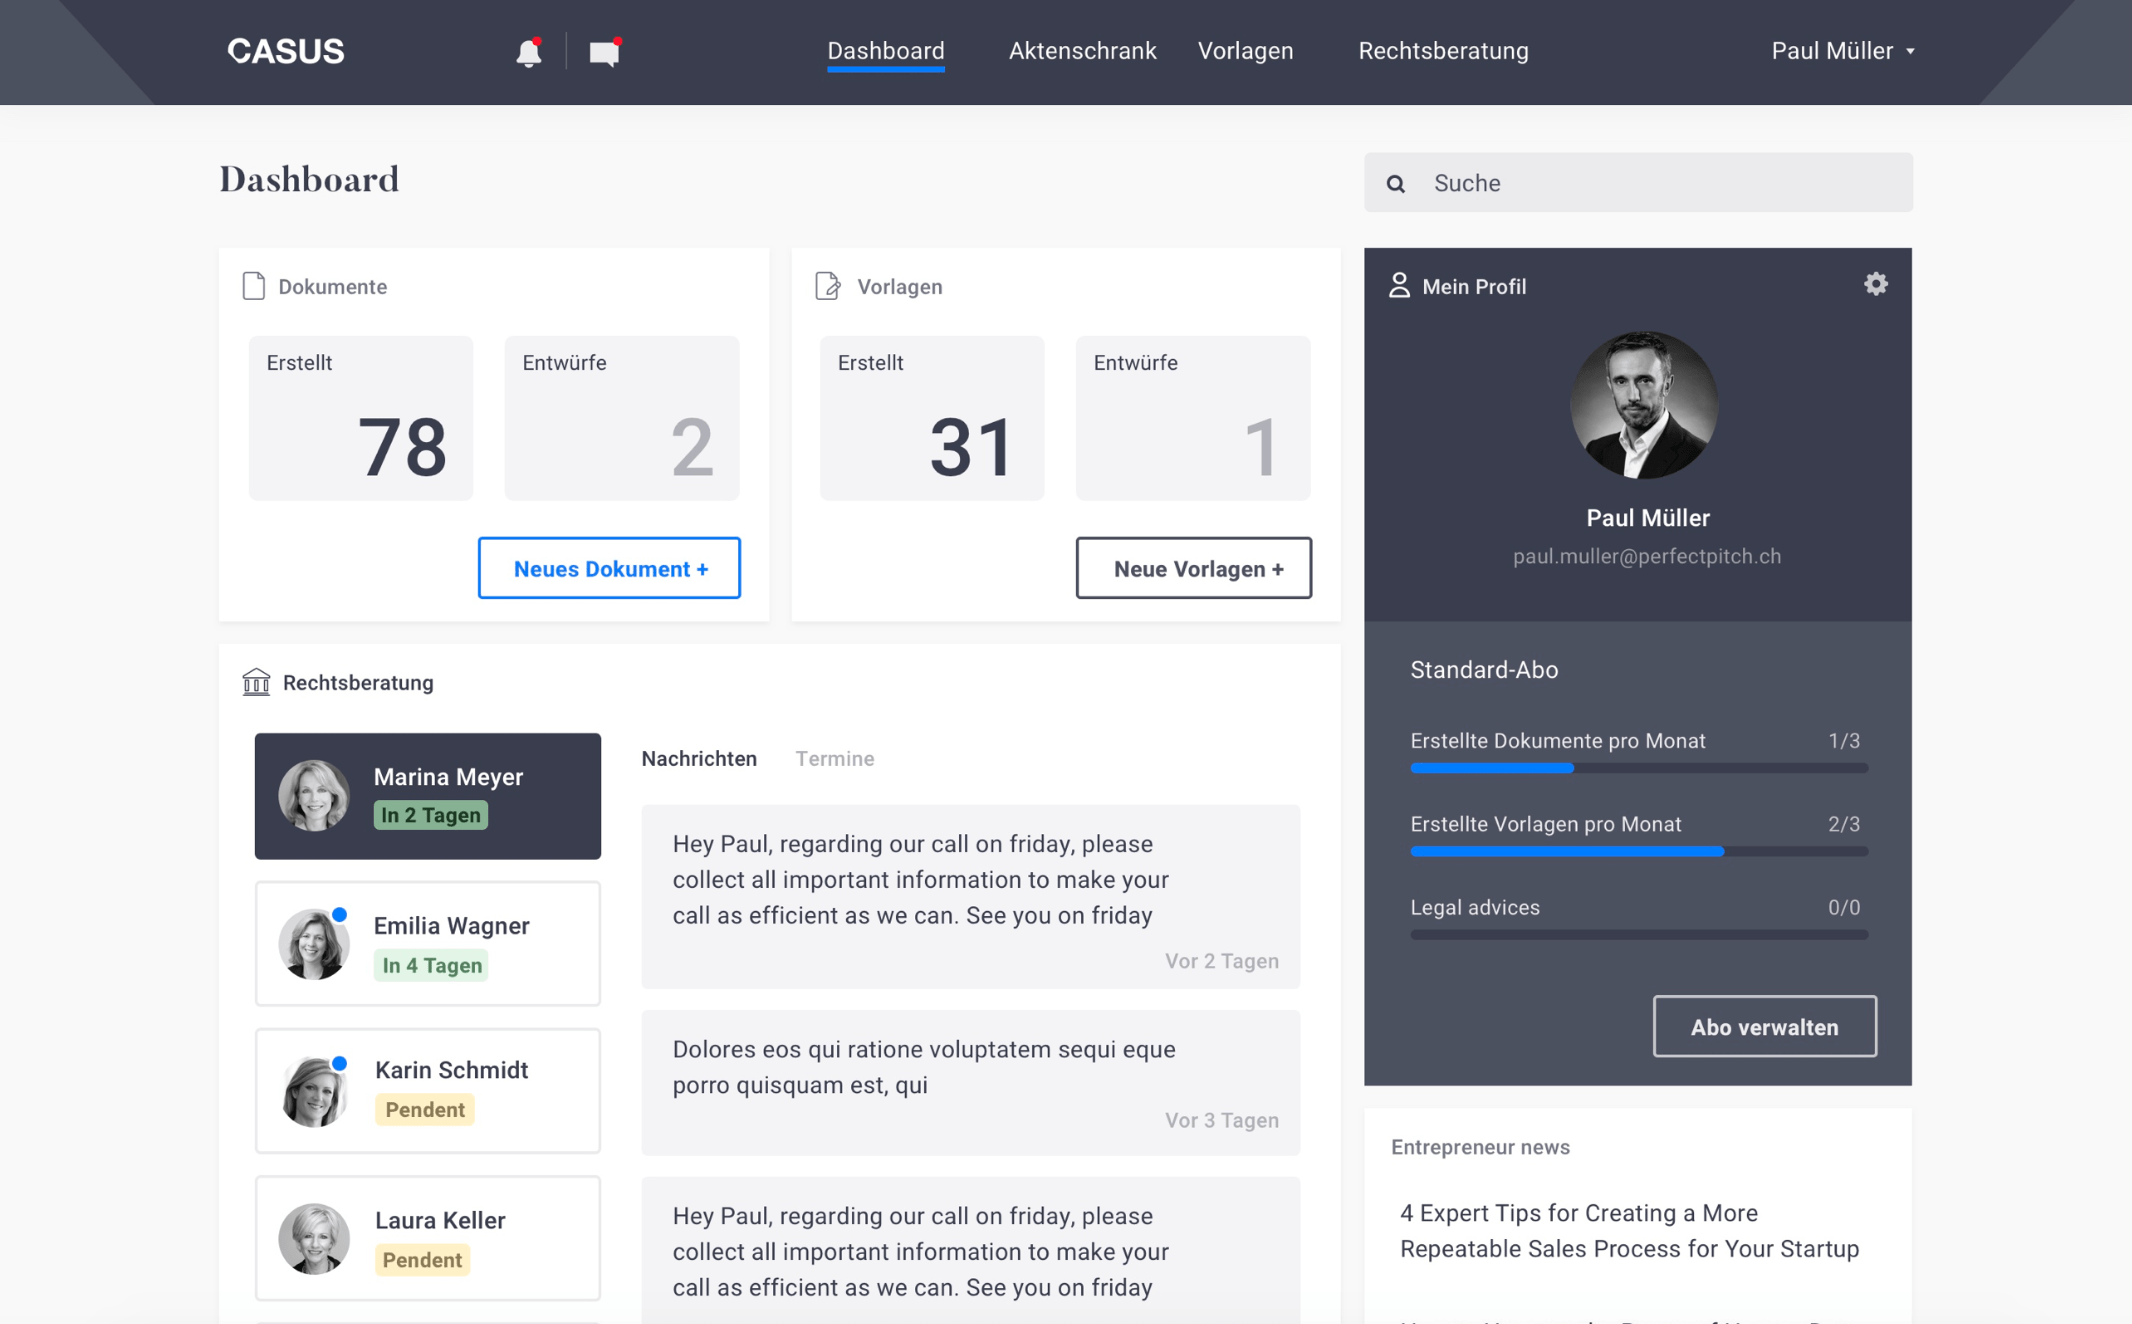 CASUS
Dashboard
Aktenschrank
Vorlagen
Rechtsberatung
Paul Müller
Dashboard
Suche
Dokumente
Erstellt
78
Entwürfe
2
Neues Dokument +
Vorlagen
Erstellt
31
Entwürfe
1
Neue Vorlagen +
Mein Profil
Paul Müller
paul.muller@perfectpitch.ch
Standard-Abo
Erstellte Dokumente pro Monat 1/3
Erstellte Vorlagen pro Monat 2/3
Legal advices 0/0
Abo verwalten
Rechtsberatung
Marina Meyer
In 2 Tagen
Emilia Wagner
In 4 Tagen
Karin Schmidt
Pendent
Laura Keller
Pendent
Nachrichten
Termine
Hey Paul, regarding our call on friday, please
collect all important information to make your
call as efficient as we can. See you on friday
Vor 2 Tagen
Dolores eos qui ratione voluptatem sequi eque
porro quisquam est, qui
Vor 3 Tagen
Hey Paul, regarding our call on friday, please
collect all important information to make your
call as efficient as we can. See you on friday
Entrepreneur news
4 Expert Tips for Creating a More
Repeatable Sales Process for Your Startup